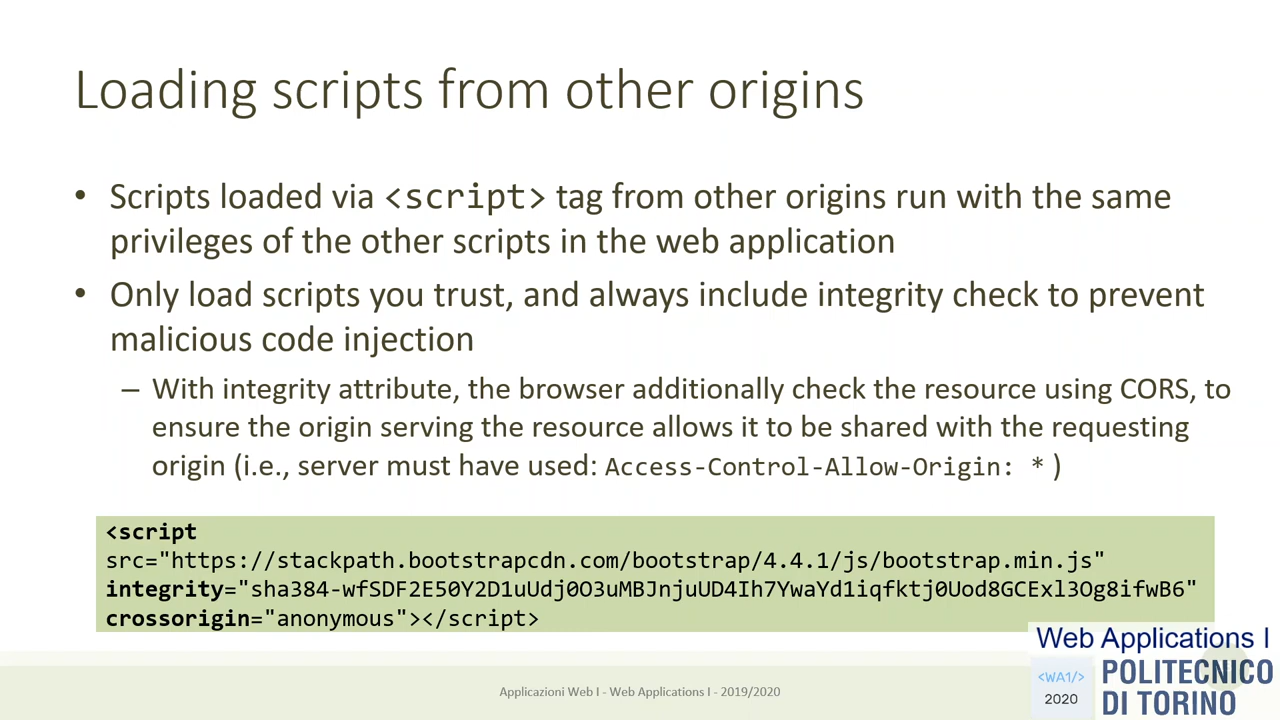 Loading scripts from other origins
• Scripts loaded via <script> tag from other origins run with the same
privileges of the other scripts in the web application
• Only load scripts you trust, and always include integrity check to prevent
malicious code injection
– With integrity attribute, the browser additionally check the resource using CORS, to
ensure the origin serving the resource allows it to be shared with the requesting
origin (i.e., server must have used: Access-Control-Allow-Origin: * )
<script
src="https://stackpath.bootstrapcdn.com/bootstrap/4.4.1/js/bootstrap.min.js"
integrity="sha384-wfSDF2E50Y2D1uUdj0O3uMBJnjuUD4Ih7YwaYd1iqfktj0Uod8GCExl3Og8ifwB6"
crossorigin="anonymous"></script>
Applicazioni Web I - Web Applications I - 2019/2020
Web Applications I
<WA1/>
2020
POLITECNICO
DI TORINO